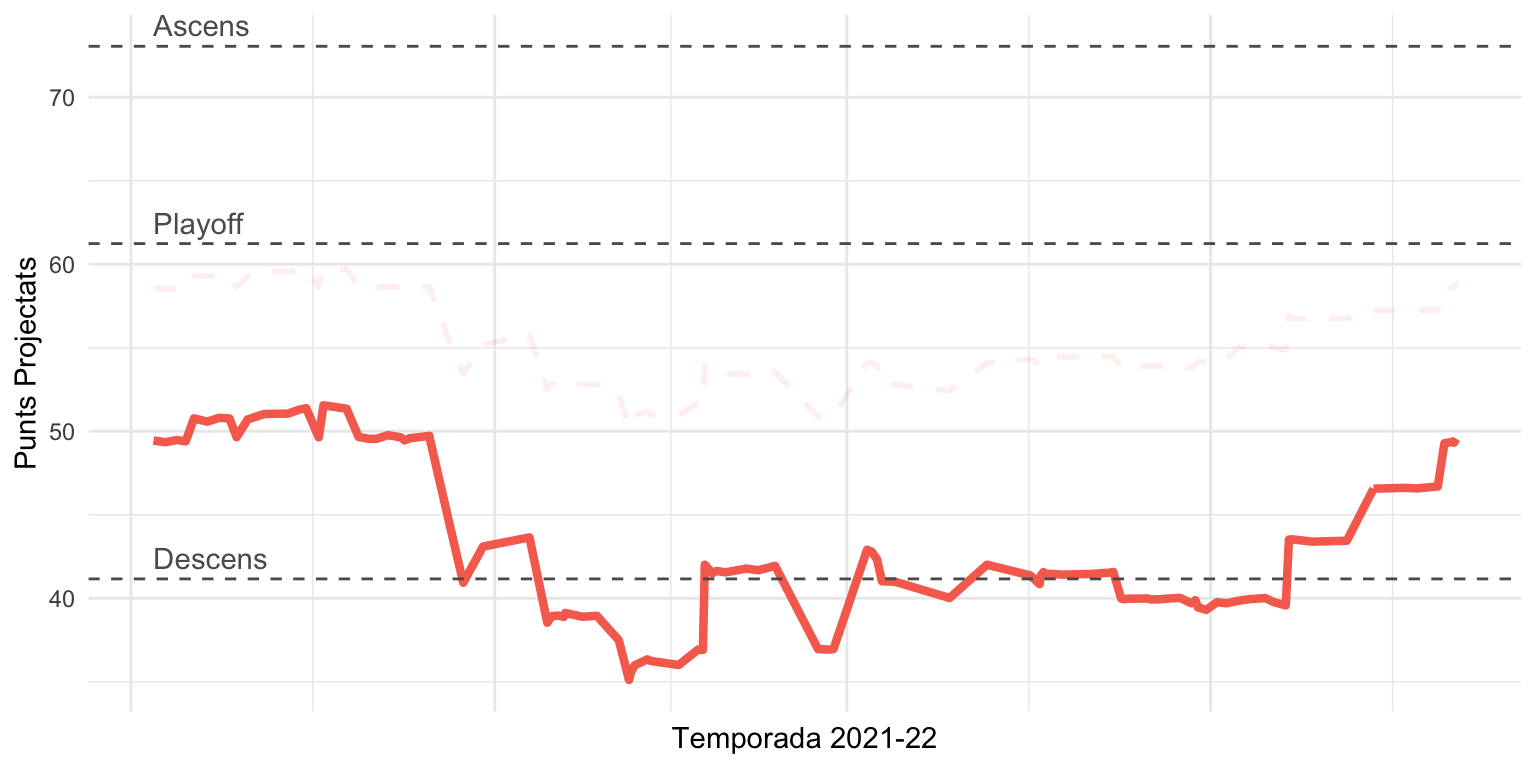 Ascens
70
Playoff
60
Punts Projectats
50
Descens
40
Temporada 2021-22